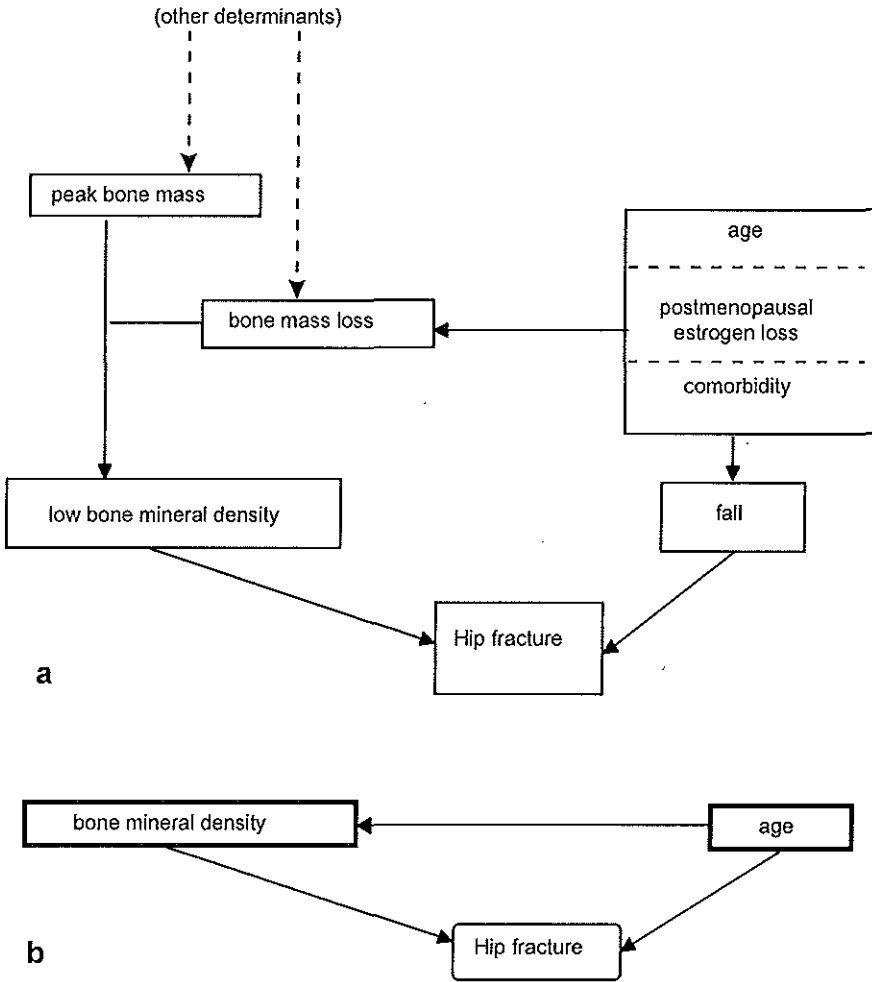 (other determinants)
peak bone mass
age
bone mass loss
postmenopausal
estrogen loss
comorbidity
low bone mineral density
fall
Hip fracture
a
bone mineral density
age
Hip fracture
b